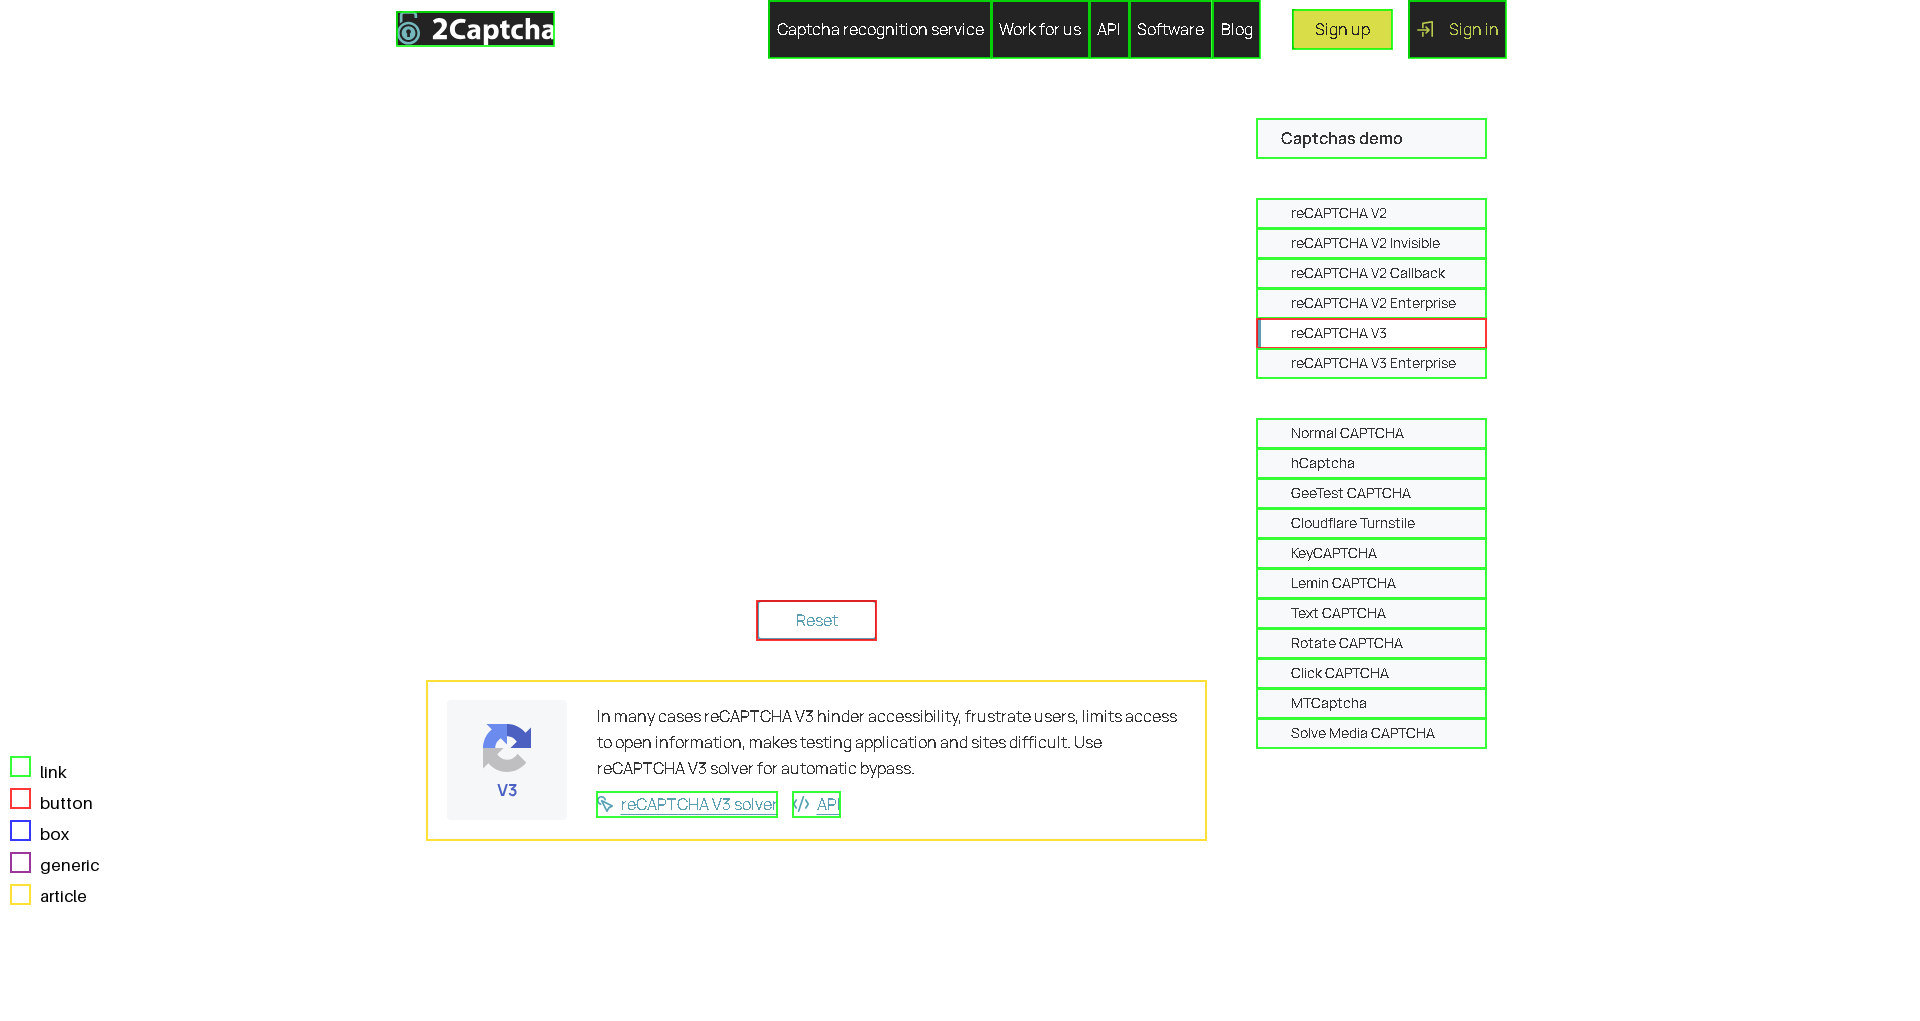 2Captcha
Captcha recognition service
Work for us
API
Software
Blog
Sign up
Sign in
Captchas demo
reCAPTCHA V2
reCAPTCHA V2 Invisible
reCAPTCHA V2 Callback
reCAPTCHA V2 Enterprise
reCAPTCHA V3
reCAPTCHA V3 Enterprise
Normal CAPTCHA
hCaptcha
GeeTest CAPTCHA
Cloudflare Turnstile
KeyCAPTCHA
Lemin CAPTCHA
Text CAPTCHA
Rotate CAPTCHA
Click CAPTCHA
MTCaptcha
Solve Media CAPTCHA
Reset
V3
In many cases reCAPTCHA V3 hinder accessibility, frustrate users, limits access
to open information, makes testing application and sites difficult. Use
reCAPTCHA V3 solver for automatic bypass.
reCAPTCHA V3 solver
API
link
button
box
generic
article